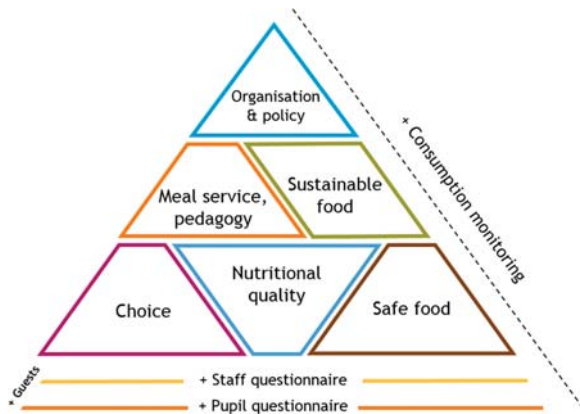 Organisation
& policy
Meal service,
pedagogy
Sustainable
food
Choice
Nutritional
quality
Safe food
+ Consumption monitoring
+ Guests
+ Staff questionnaire
+ Pupil questionnaire